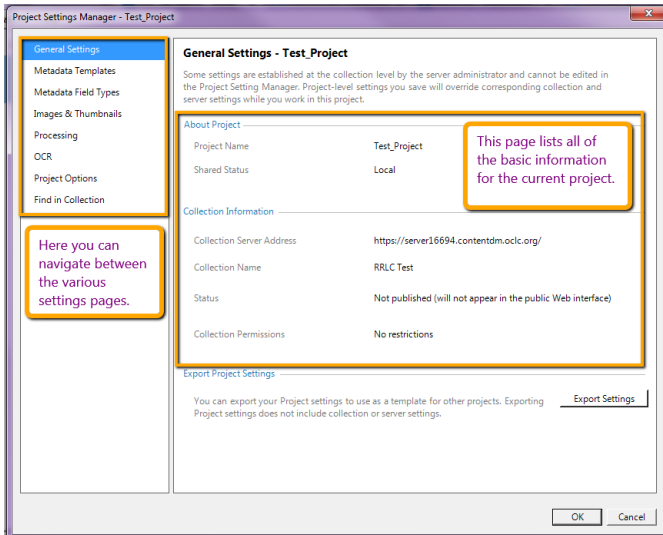 Project Settings Manager - Test_Project
General Settings
Metadata Templates
Metadata Field Types
Images & Thumbnails
Processing
OCR
Project Options
Find in Collection
Here you can
navigate between
the various
settings pages.
General Settings - Test_Project
Some settings are established at the collection level by the server administrator and cannot be edited in
the Project Setting Manager. Project-level settings you save will override corresponding collection and
server settings while you work in this project.
About Project
Project Name Test_Project
Shared Status Local
This page lists all of
the basic information
for the current project.
Collection Information
Collection Server Address https://server16694.contentdm.oclc.org/
Collection Name RRLC Test
Status Not published (will not appear in the public Web interface)
Collection Permissions No restrictions
Export Project Settings
You can export your Project settings to use as a template for other projects. Exporting
Project settings does not include collection or server settings.
Export Settings
OK Cancel